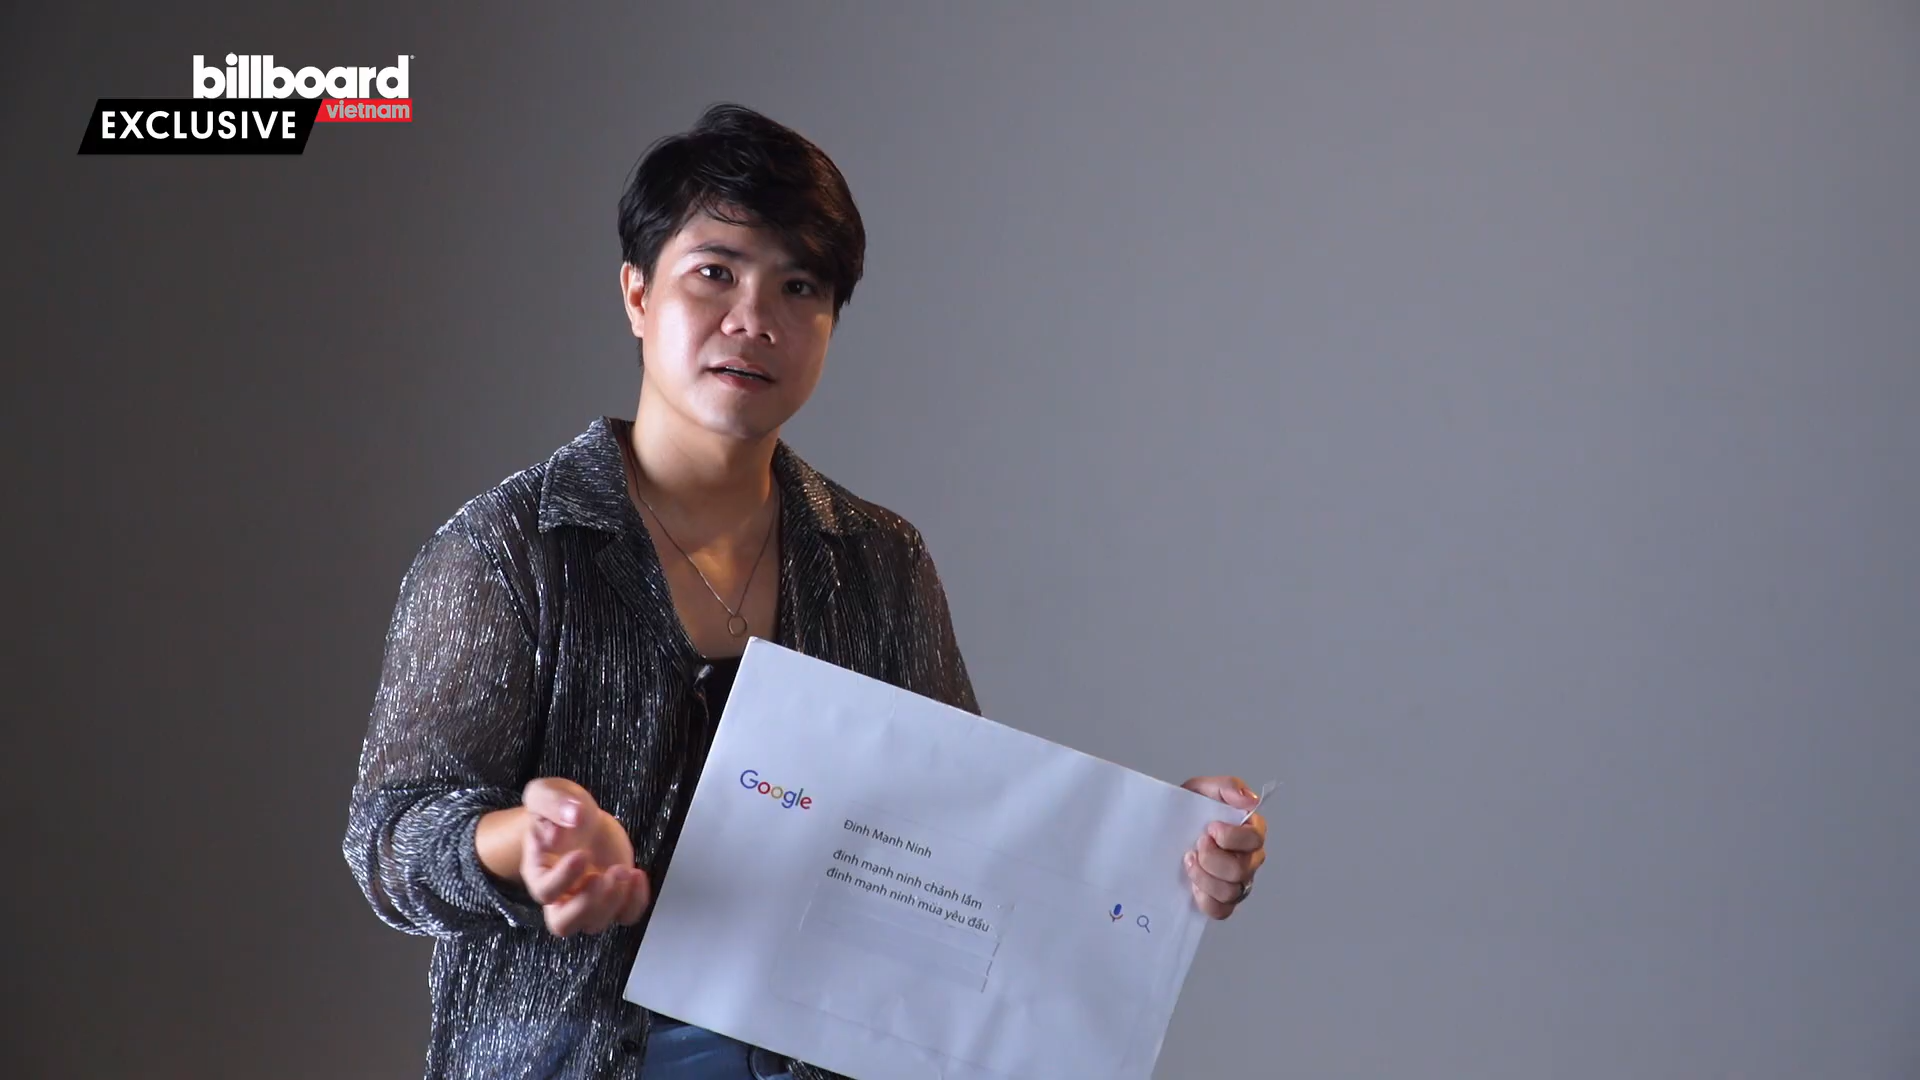 billboard
vietnam
EXCLUSIVE
Google
Đinh Mạnh Ninh
đinh mạnh ninh chảnh lắm
đinh mạnh ninh mùa yêu đầu